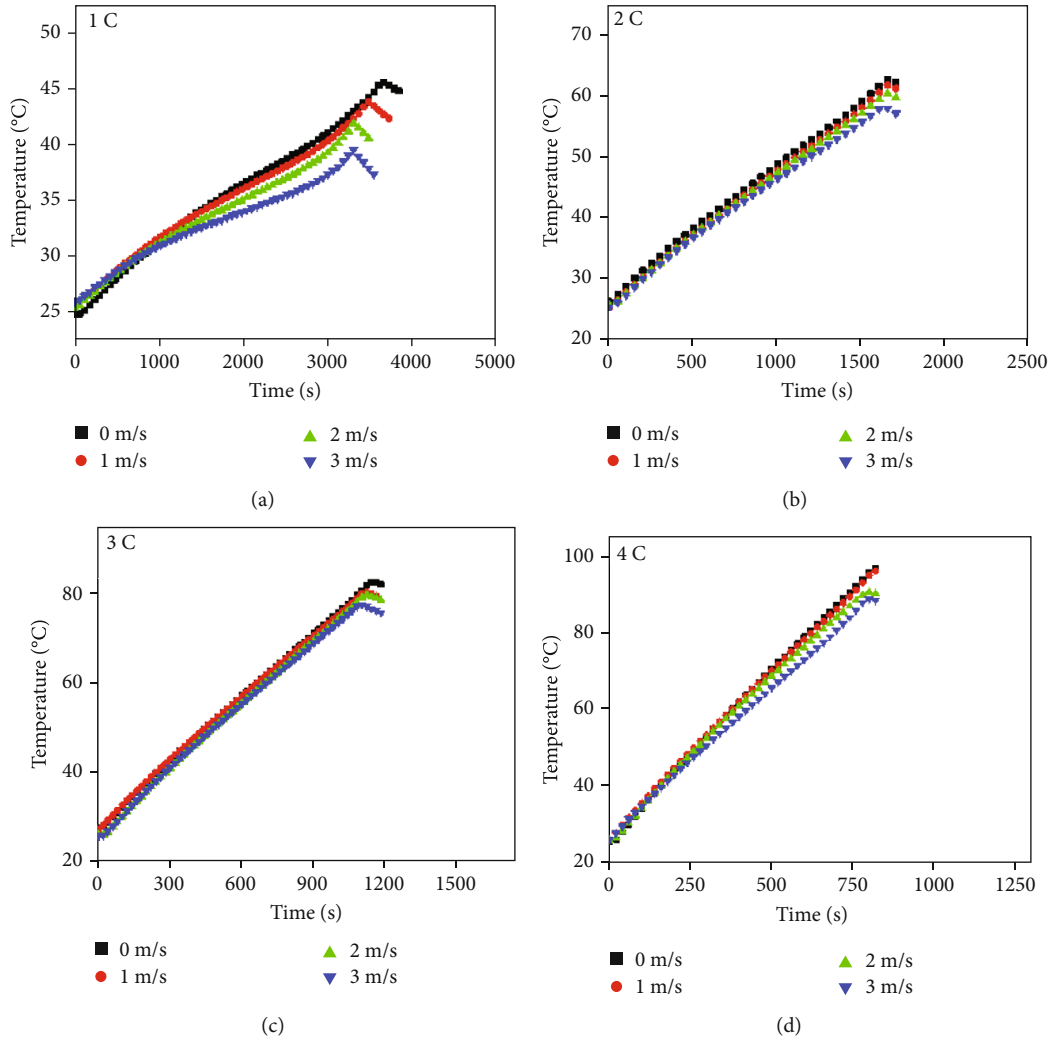 1 C
50
45
40
35
30
25
Temperature (°C)
0 1000 2000 3000 4000 5000
Time (s)
0 m/s 2 m/s
1 m/s 3 m/s
(a)
2 C
70
60
50
40
30
20
Temperature (°C)
0 500 1000 1500 2000 2500
Time (s)
0 m/s 2 m/s
1 m/s 3 m/s
(b)
3 C
80
60
40
20
Temperature (°C)
0 300 600 900 1200 1500
Time (s)
0 m/s 2 m/s
1 m/s 3 m/s
(c)
4 C
100
80
60
40
20
Temperature (°C)
0 250 500 750 1000 1250
Time (s)
0 m/s 2 m/s
1 m/s 3 m/s
(d)